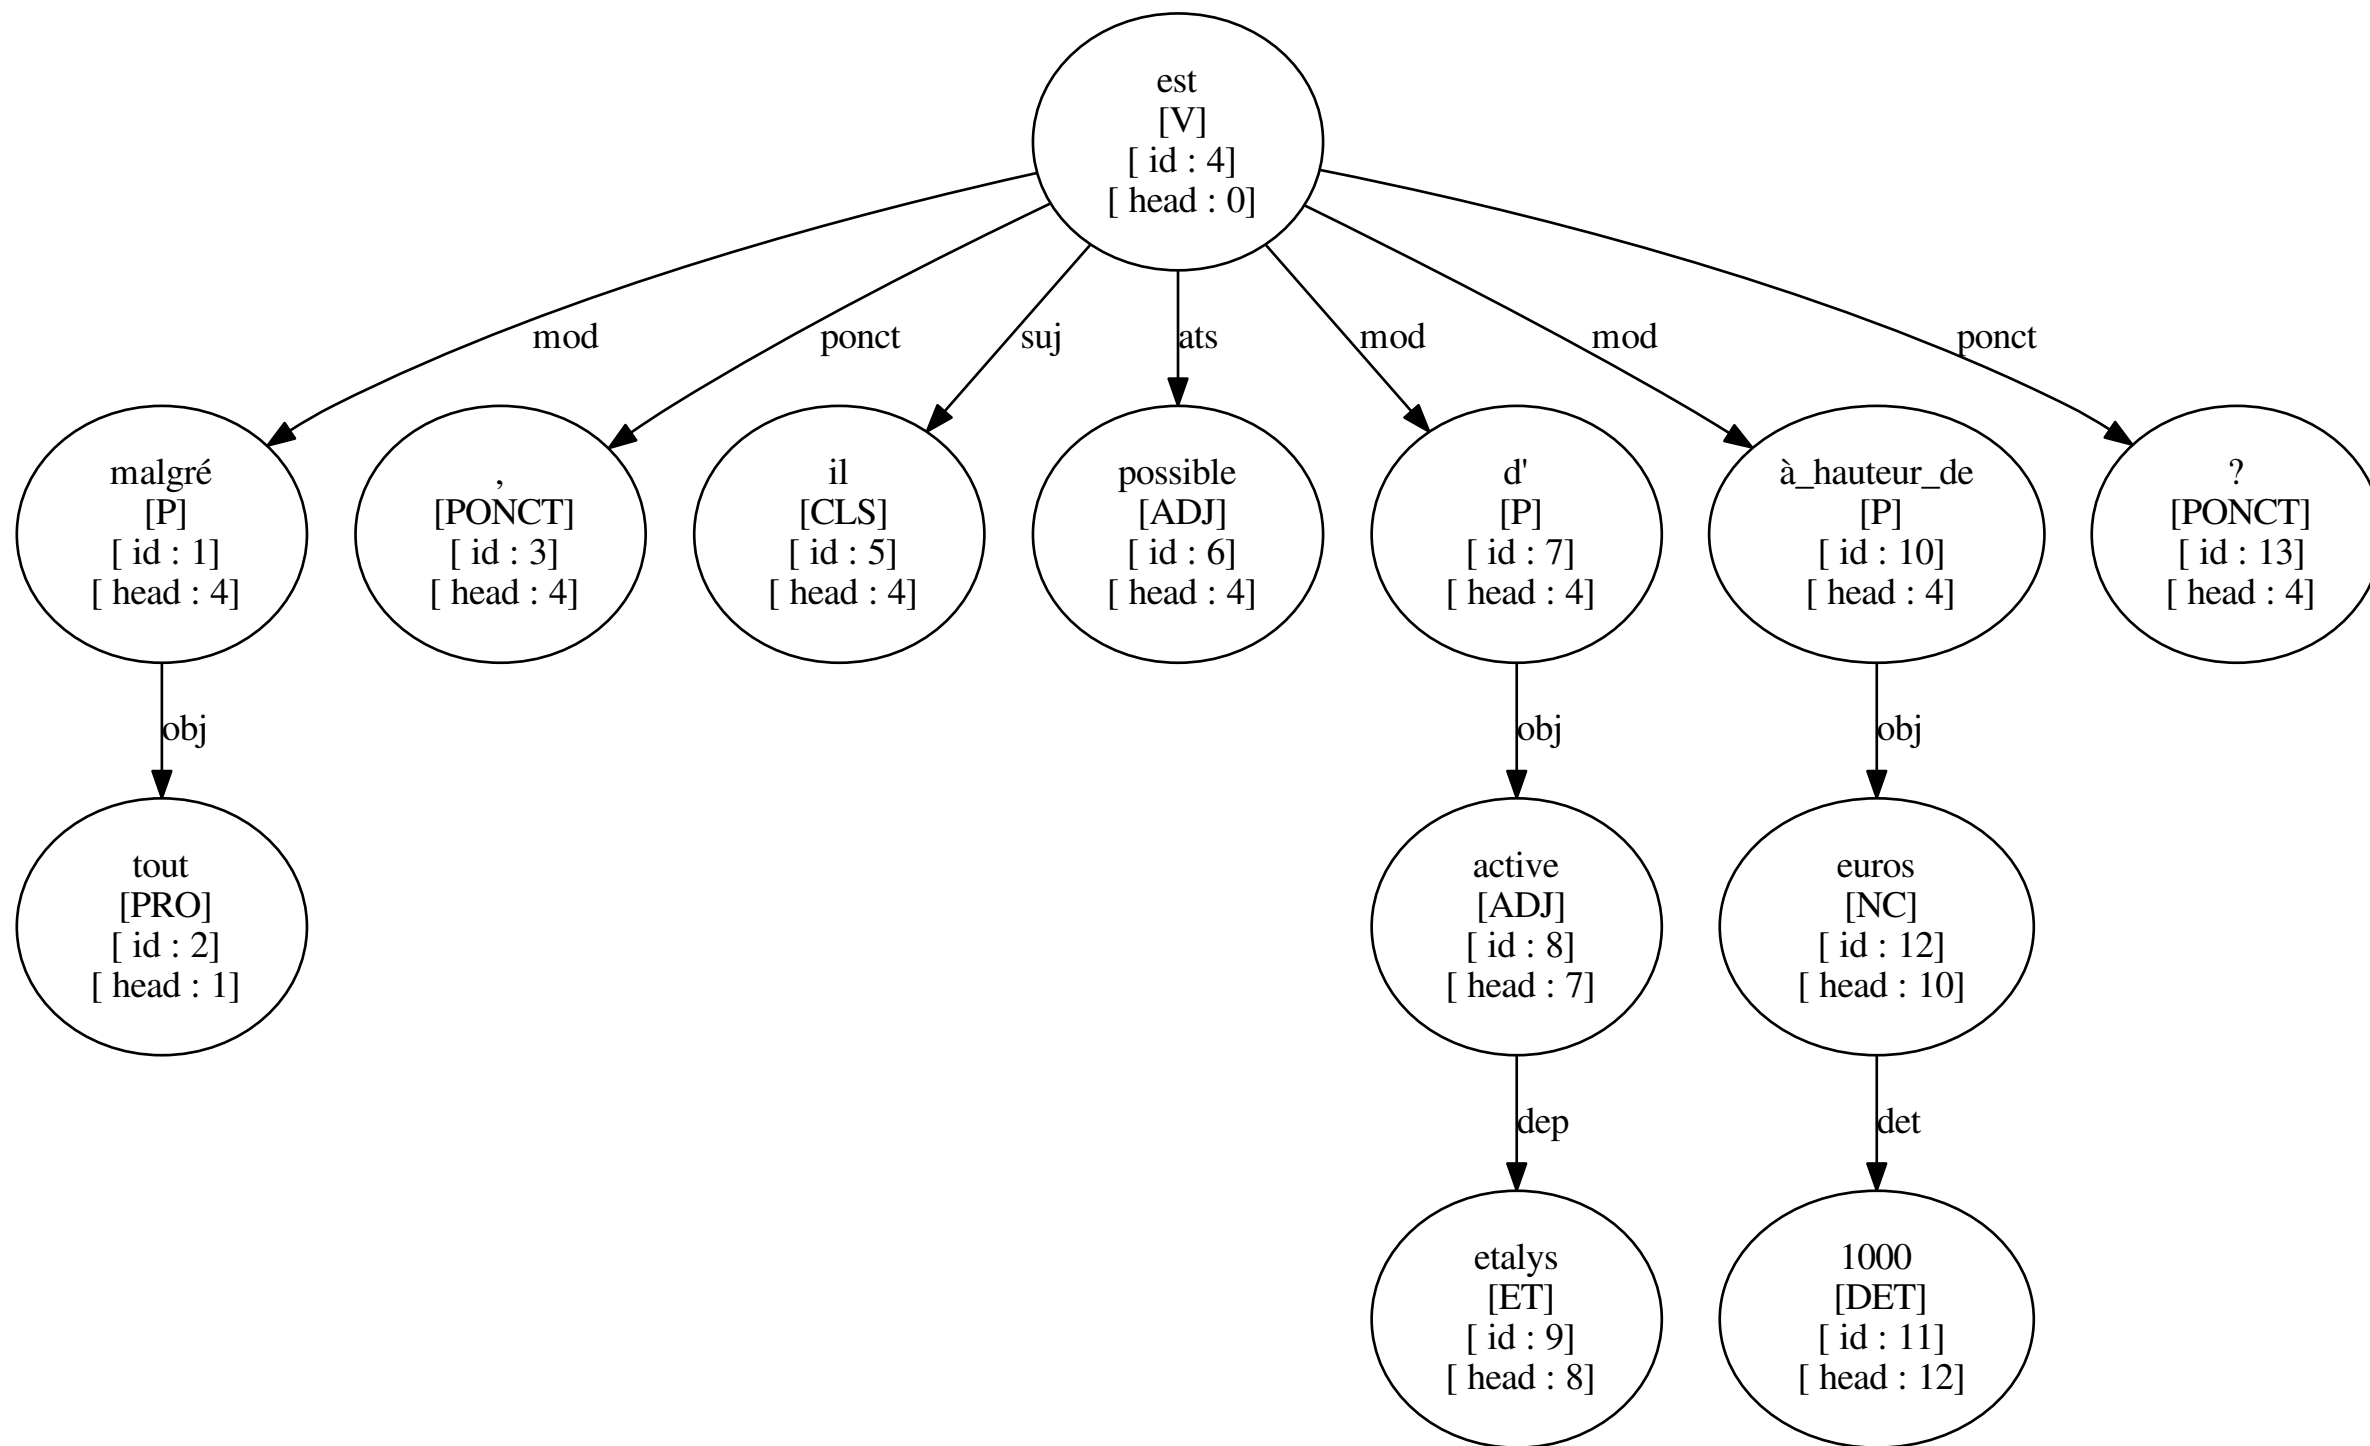 est
[V]
[ id : 4]
[ head : 0]
mod
ponct
suj
ats
mod
mod
ponct
malgré
[P]
[ id : 1]
[ head : 4]
,
[PONCT]
[ id : 3]
[ head : 4]
il
[CLS]
[ id : 5]
[ head : 4]
possible
[ADJ]
[ id : 6]
[ head : 4]
d'
[P]
[ id : 7]
[ head : 4]
à_hauteur_de
[P]
[ id : 10]
[ head : 4]
?
[PONCT]
[ id : 13]
[ head : 4]
obj
obj
obj
tout
[PRO]
[ id : 2]
[ head : 1]
active
[ADJ]
[ id : 8]
[ head : 7]
euros
[NC]
[ id : 12]
[ head : 10]
dep
det
etalys
[ET]
[ id : 9]
[ head : 8]
1000
[DET]
[ id : 11]
[ head : 12]